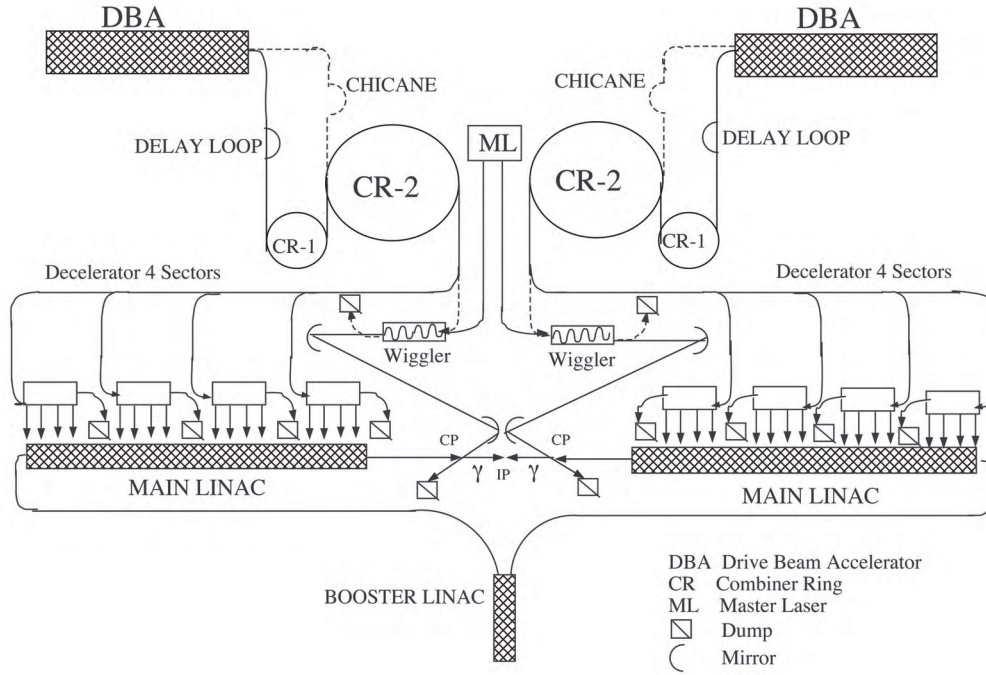 DBA
DBA
CHICANE
CHICANE
DELAY LOOP
DELAY LOOP
ML
CR-2
CR-2
CR-1
CR-1
Decelerator 4 Sectors
Decelerator 4 Sectors
Wiggler
Wiggler
CP
CP
γ
IP
γ
MAIN LINAC
MAIN LINAC
BOOSTER LINAC
DBA Drive Beam Accelerator
CR Combiner Ring
ML Master Laser
Dump
Mirror